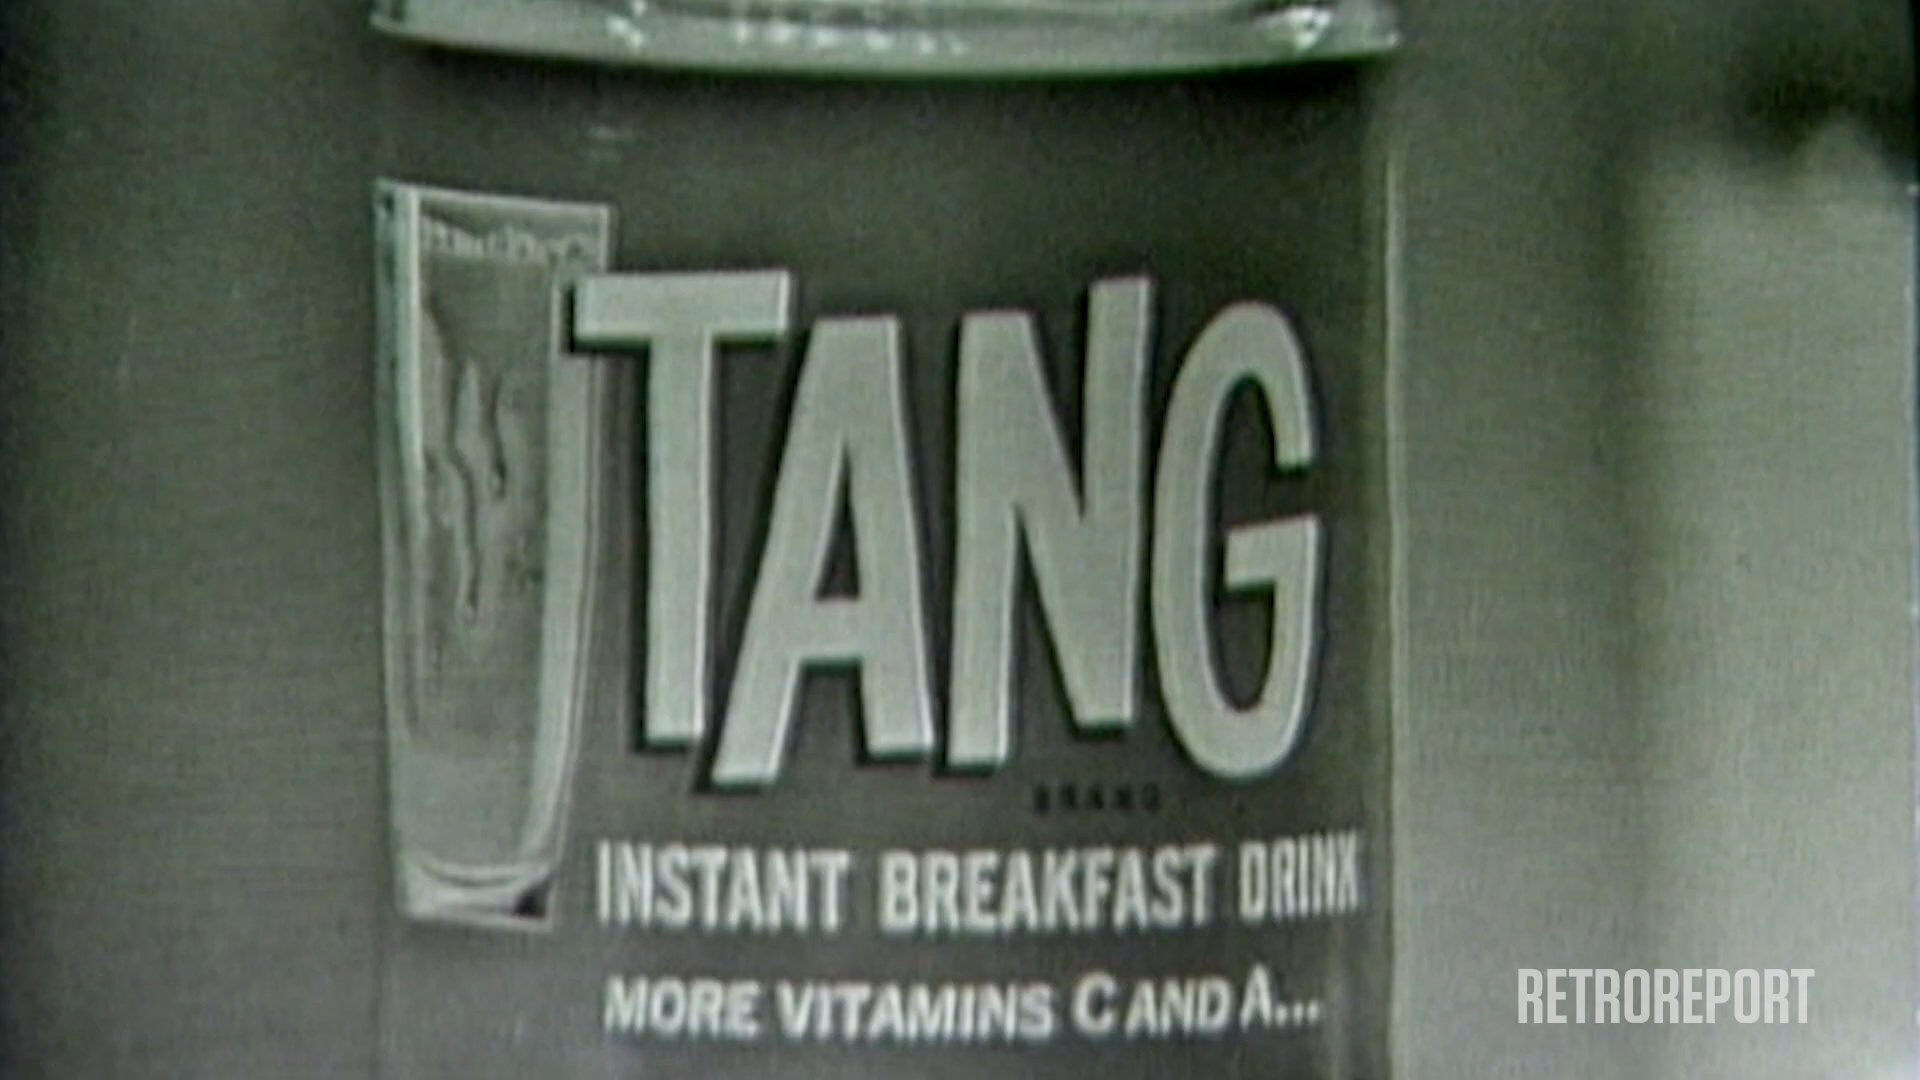 TANG
BRAND
INSTANT BREAKFAST DRINK
MORE VITAMINS C AND A...
RETROREPORT